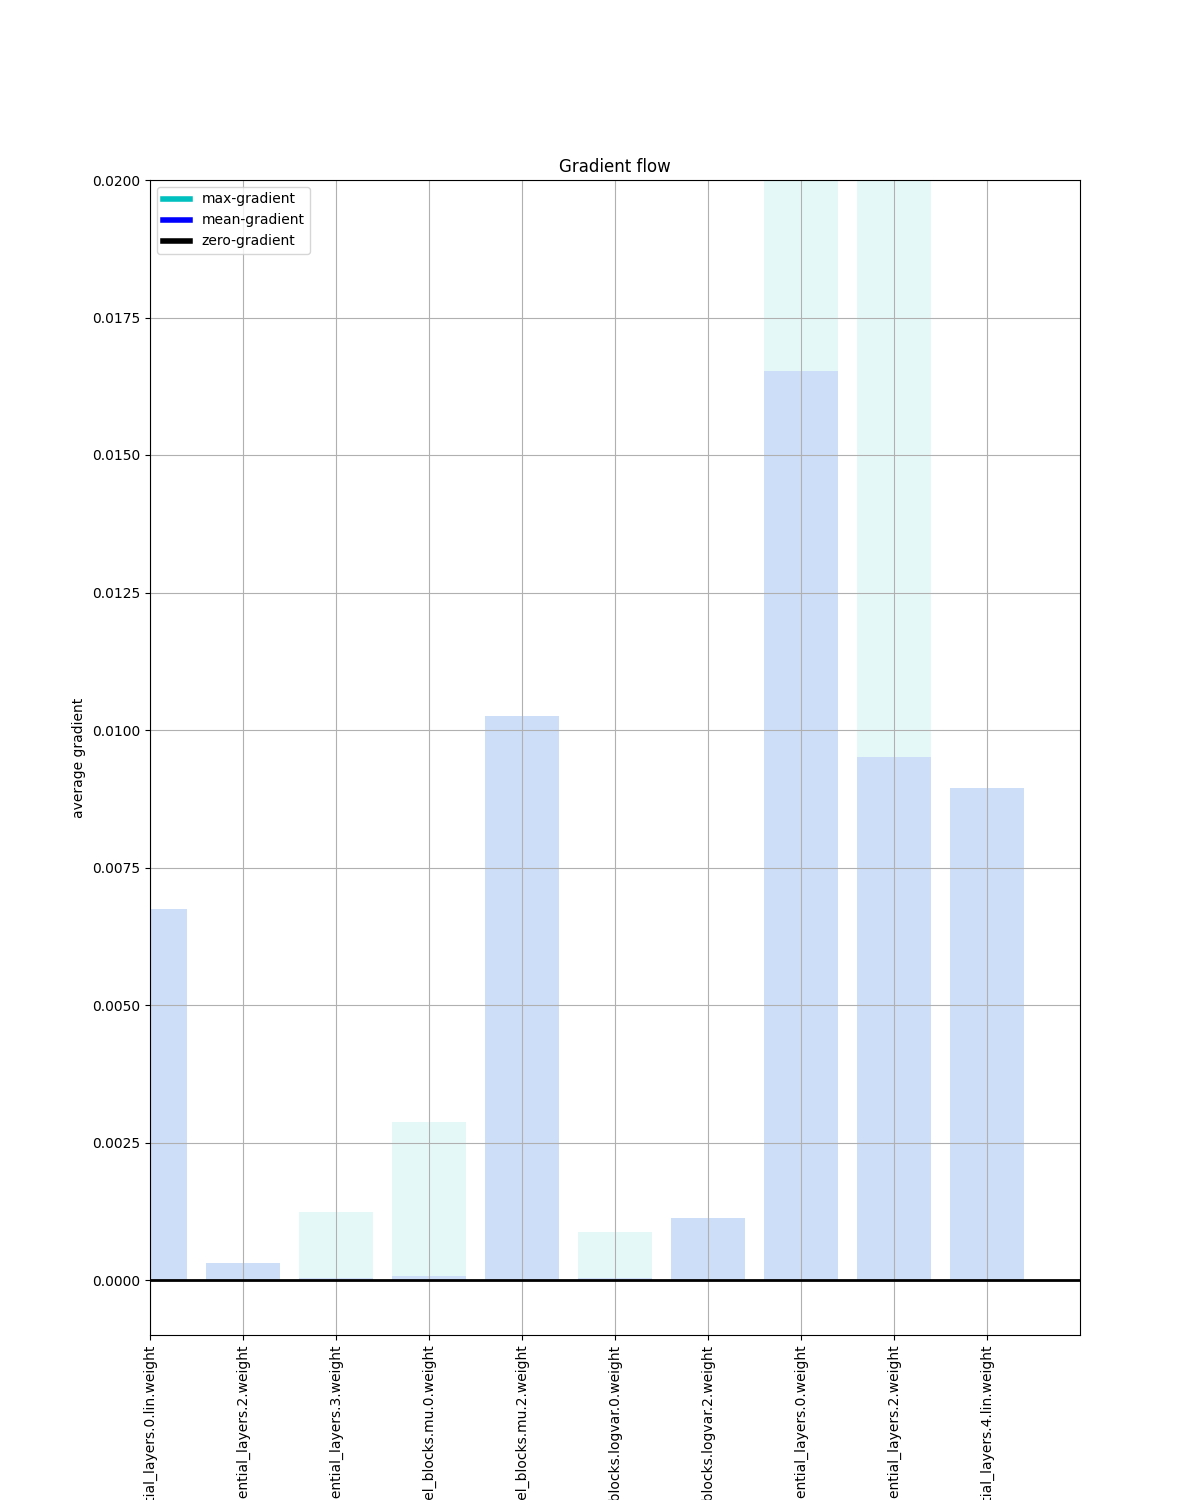 Gradient flow
max-gradient
mean-gradient
zero-gradient
0.0200
0.0175
0.0150
0.0125
0.0100
0.0075
0.0050
0.0025
0.0000
average gradient
tial_layers.0.lin.weight
ential_layers.2.weight
ential_layers.3.weight
el_blocks.mu.0.weight
el_blocks.mu.2.weight
blocks.logvar.0.weight
blocks.logvar.2.weight
ential_layers.0.weight
ential_layers.2.weight
tial_layers.4.lin.weight